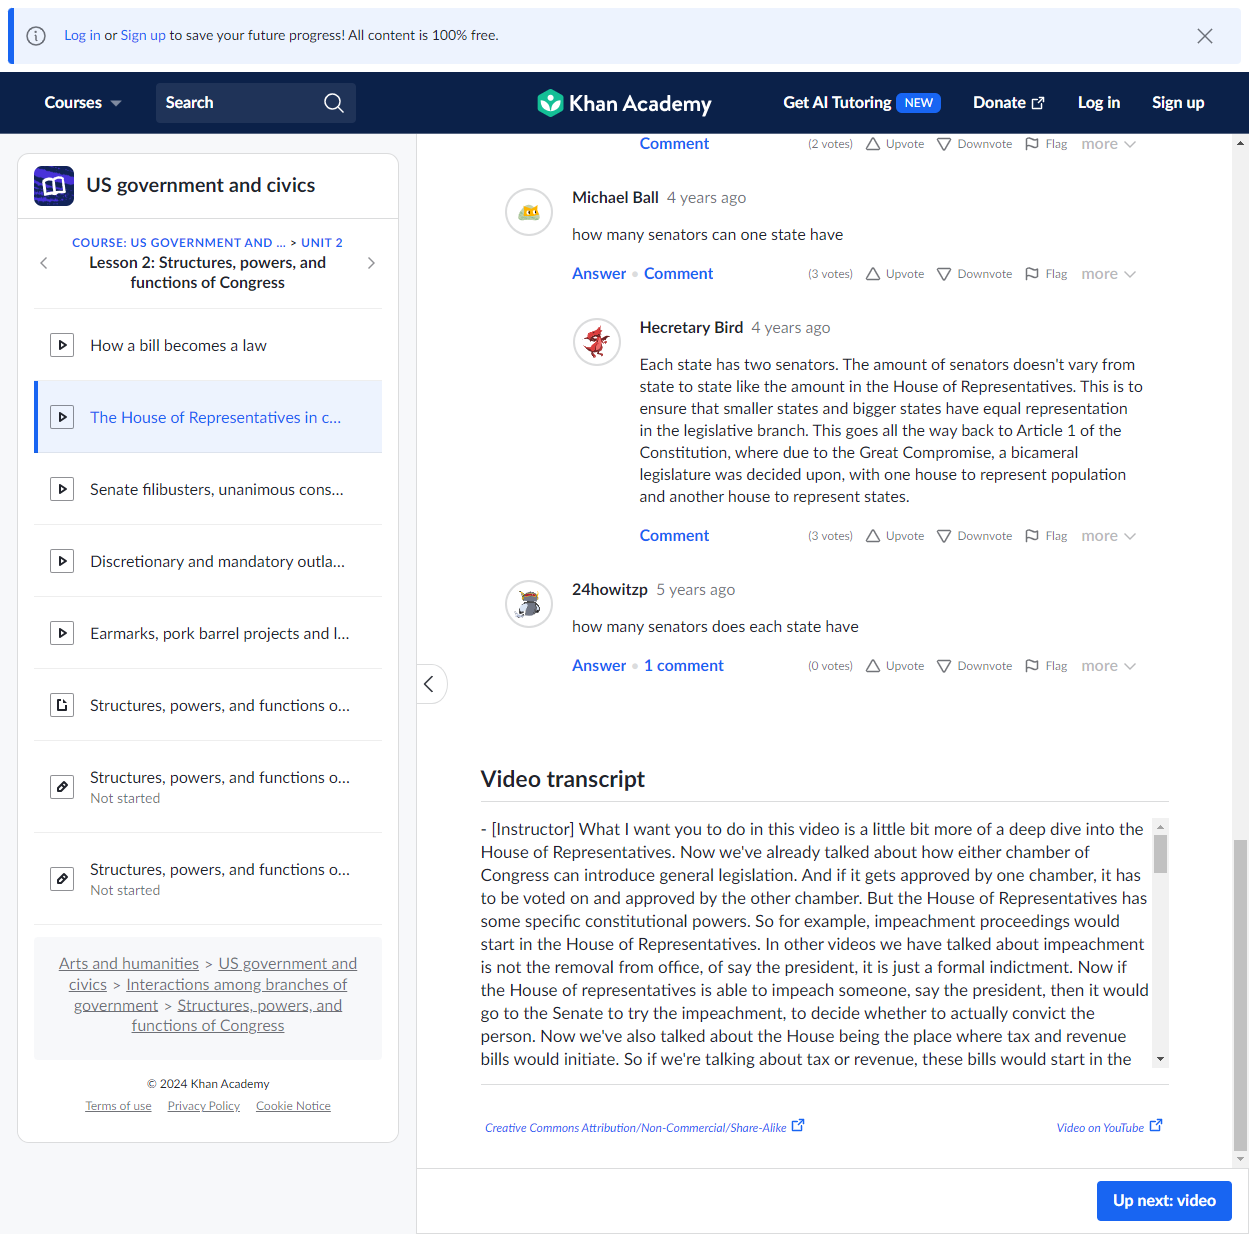 Log in or Sign up to save your future progress! All content is 100% free.
Courses
Search
Khan Academy
Get AI Tutoring NEW
Donate
Log in
Sign up
US government and civics
COURSE: US GOVERNMENT AND ... > UNIT 2
Lesson 2: Structures, powers, and
functions of Congress
How a bill becomes a law
The House of Representatives in c...
Senate filibusters, unanimous cons...
Discretionary and mandatory outla...
Earmarks, pork barrel projects and l...
Structures, powers, and functions o...
Structures, powers, and functions o...
Not started
Structures, powers, and functions o...
Not started
Arts and humanities > US government and
civics > Interactions among branches of
government > Structures, powers, and
functions of Congress
© 2024 Khan Academy
Terms of use Privacy Policy Cookie Notice
Comment (2 votes) Upvote Downvote Flag more
Michael Ball 4 years ago
how many senators can one state have
Answer • Comment (3 votes) Upvote Downvote Flag more
Hecretary Bird 4 years ago
Each state has two senators. The amount of senators doesn't vary from
state to state like the amount in the House of Representatives. This is to
ensure that smaller states and bigger states have equal representation
in the legislative branch. This goes all the way back to Article 1 of the
Constitution, where due to the Great Compromise, a bicameral
legislature was decided upon, with one house to represent population
and another house to represent states.
Comment (3 votes) Upvote Downvote Flag more
24howitzp 5 years ago
how many senators does each state have
Answer • 1 comment (0 votes) Upvote Downvote Flag more
Video transcript
- [Instructor] What I want you to do in this video is a little bit more of a deep dive into the
House of Representatives. Now we've already talked about how either chamber of
Congress can introduce general legislation. And if it gets approved by one chamber, it has
to be voted on and approved by the other chamber. But the House of Representatives has
some specific constitutional powers. So for example, impeachment proceedings would
start in the House of Representatives. In other videos we have talked about impeachment
is not the removal from office, of say the president, it is just a formal indictment. Now if
the House of representatives is able to impeach someone, say the president, then it would
go to the Senate to try the impeachment, to decide whether to actually convict the
person. Now we've also talked about the House being the place where tax and revenue
bills would initiate. So if we're talking about tax or revenue, these bills would start in the
Creative Commons Attribution/Non-Commercial/Share-Alike
Video on YouTube
Up next: video